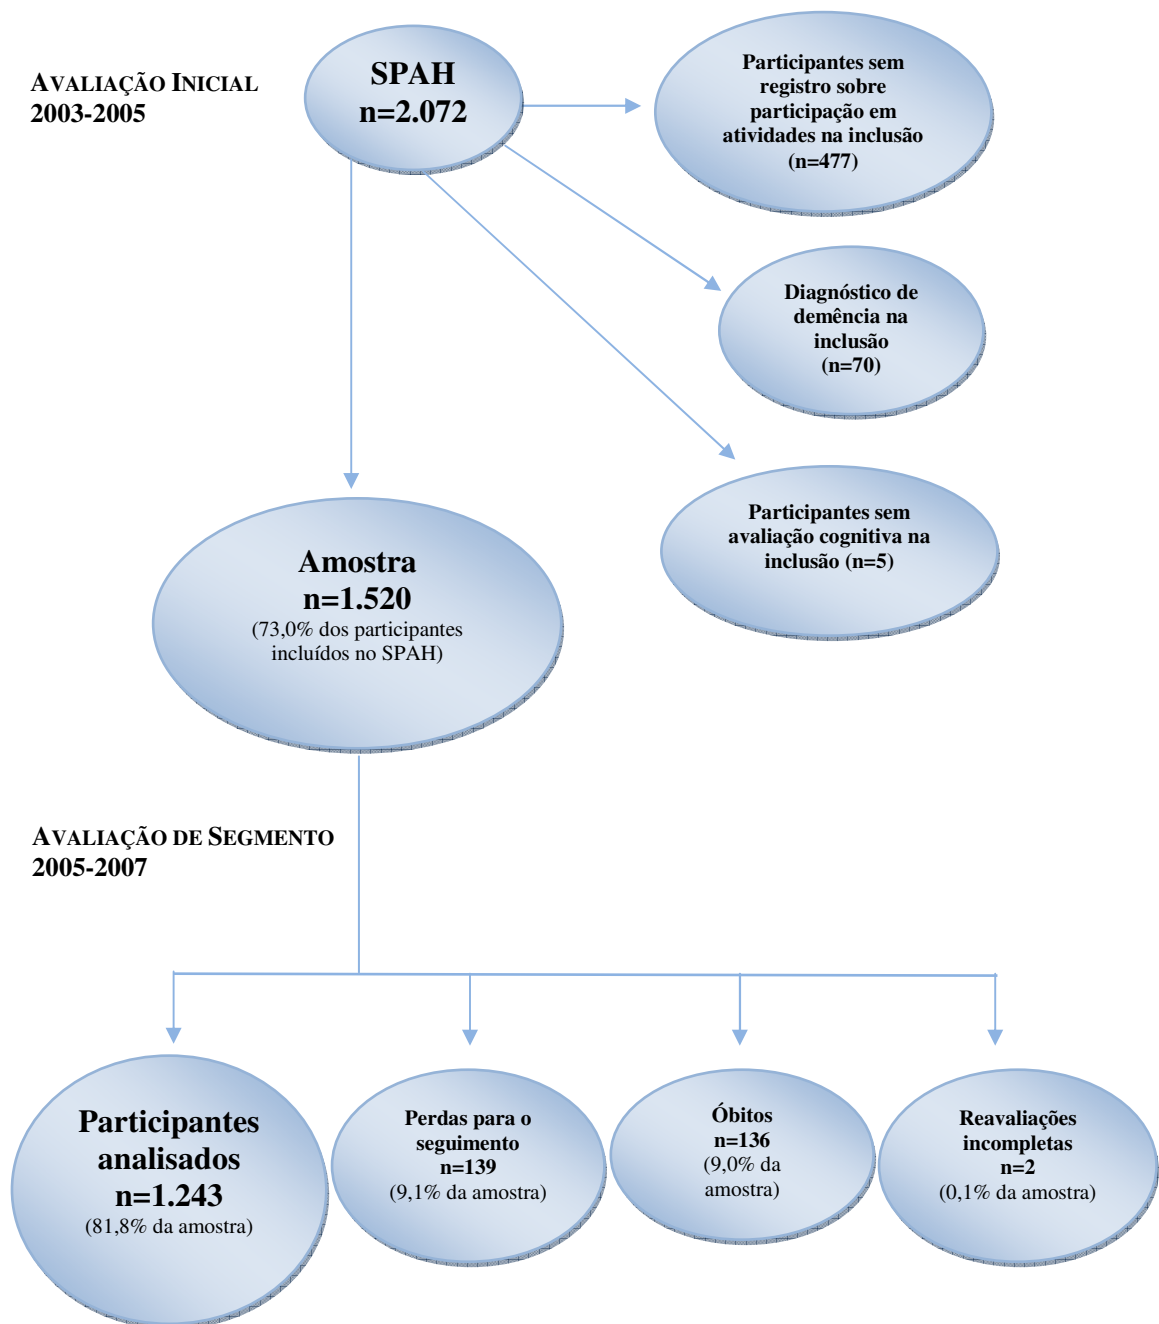 AVALIAÇÃO INICIAL
2003-2005
SPAH
n=2.072
Participantes sem
registro sobre
participação em
atividades na inclusão
(n=477)
Diagnóstico de
demência na
inclusão
(n=70)
Participantes sem
avaliação cognitiva na
inclusão (n=5)
Amostra
n=1.520
(73,0% dos participantes
incluídos no SPAH)
AVALIAÇÃO DE SEGMENTO
2005-2007
Participantes
analisados
n=1.243
(81,8% da amostra)
Perdas para o
seguimento
n=139
(9,1% da amostra)
Óbitos
n=136
(9,0% da
amostra)
Reavaliações
incompletas
n=2
(0,1% da amostra)